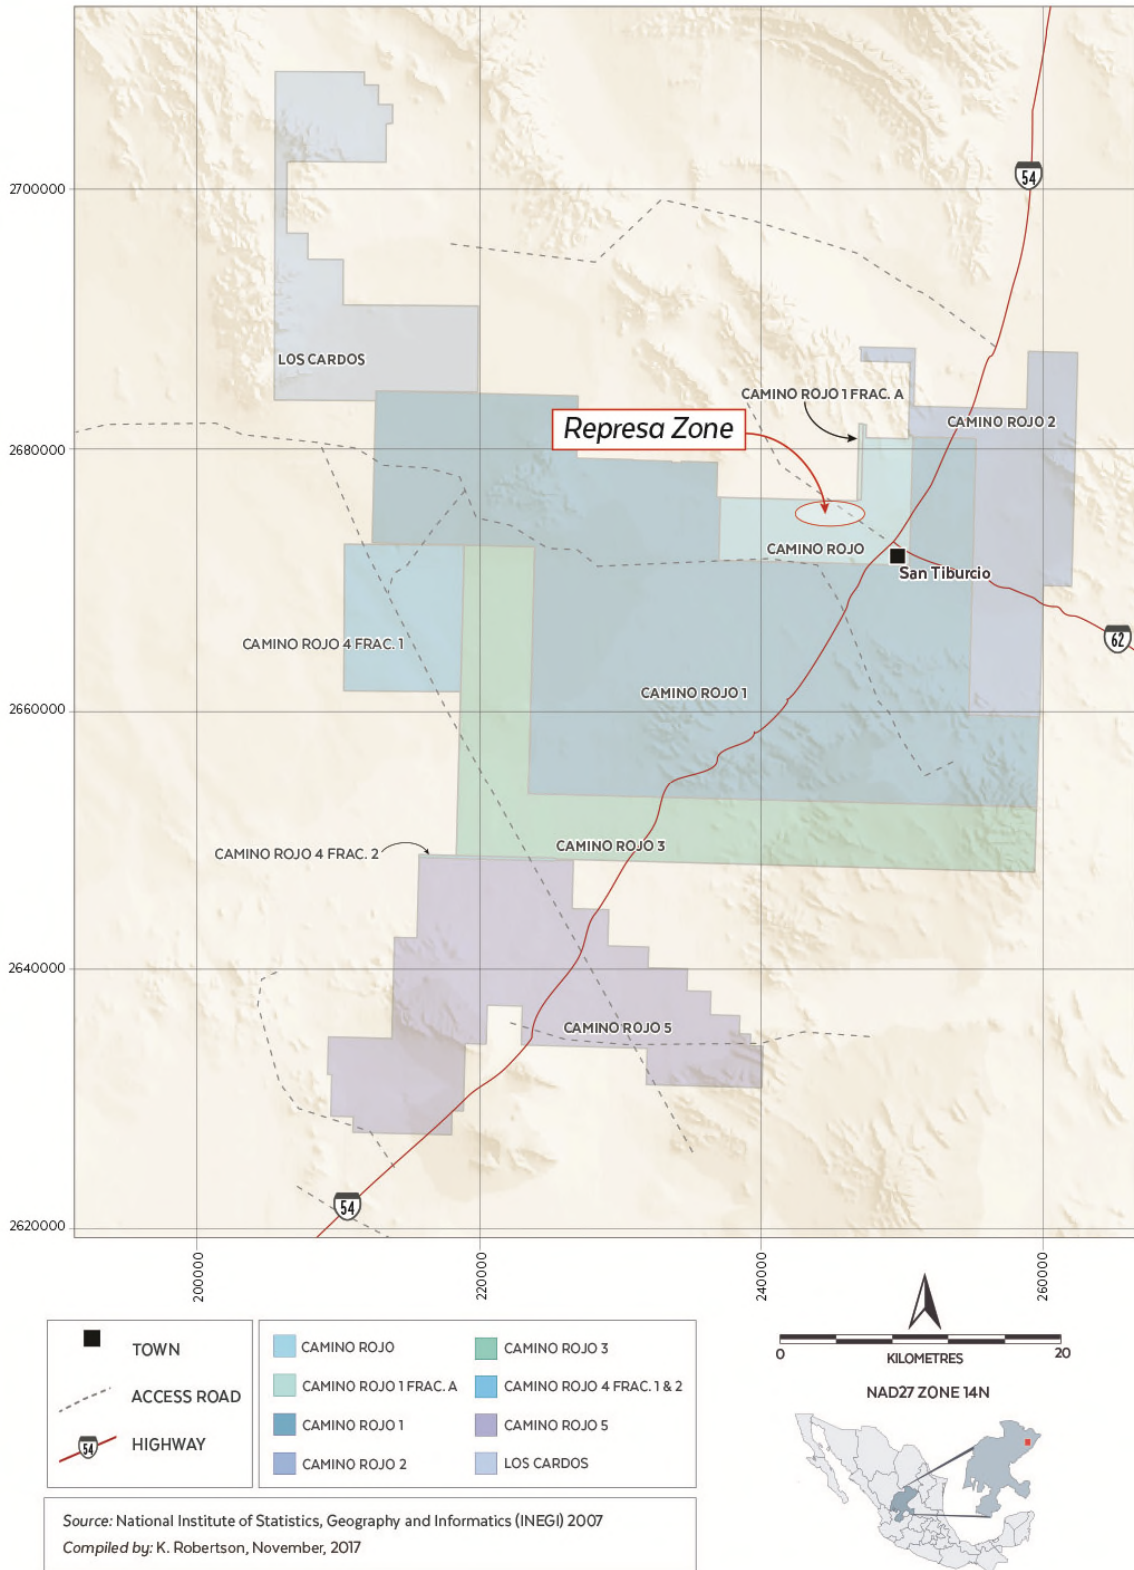 2700000
54
LOS CARDOS
CAMINO ROJO 1 FRAC. A
CAMINO ROJO 2
Represa Zone
2680000
CAMINO ROJO
San Tiburcio
62
CAMINO ROJO 4 FRAC. 1
CAMINO ROJO 1
2660000
CAMINO ROJO 3
CAMINO ROJO 4 FRAC. 2
2640000
CAMINO ROJO 5
54
2620000
2000000
220000
240000
260000
TOWN
ACCESS ROAD
54
HIGHWAY
CAMINO ROJO
CAMINO ROJO 1 FRAC. A
CAMINO ROJO 1
CAMINO ROJO 2
CAMINO ROJO 3
CAMINO ROJO 4 FRAC. 1 & 2
CAMINO ROJO 5
LOS CARDOS
0
20
KILOMETRES
NAD27 ZONE 14N
Source: National Institute of Statistics, Geography and Informatics (INEGI) 2007
Compiled by: K. Robertson, November, 2017